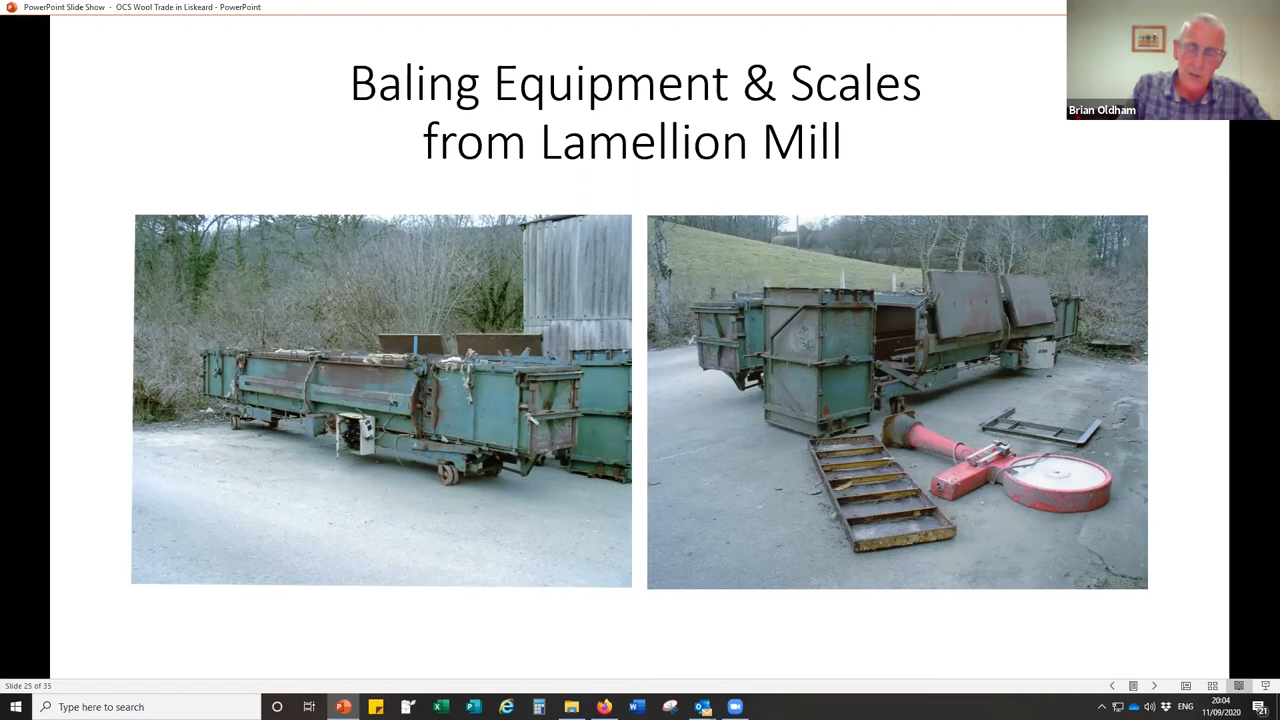 PowerPoint Slide Show - OCS Wool Trade in Liskeard - PowerPoint
Baling Equipment & Scales
from Lamellion Mill
Brian Oldham
Slide 25 of 35
Type here to search
ENG
20:04
11/09/2020
21